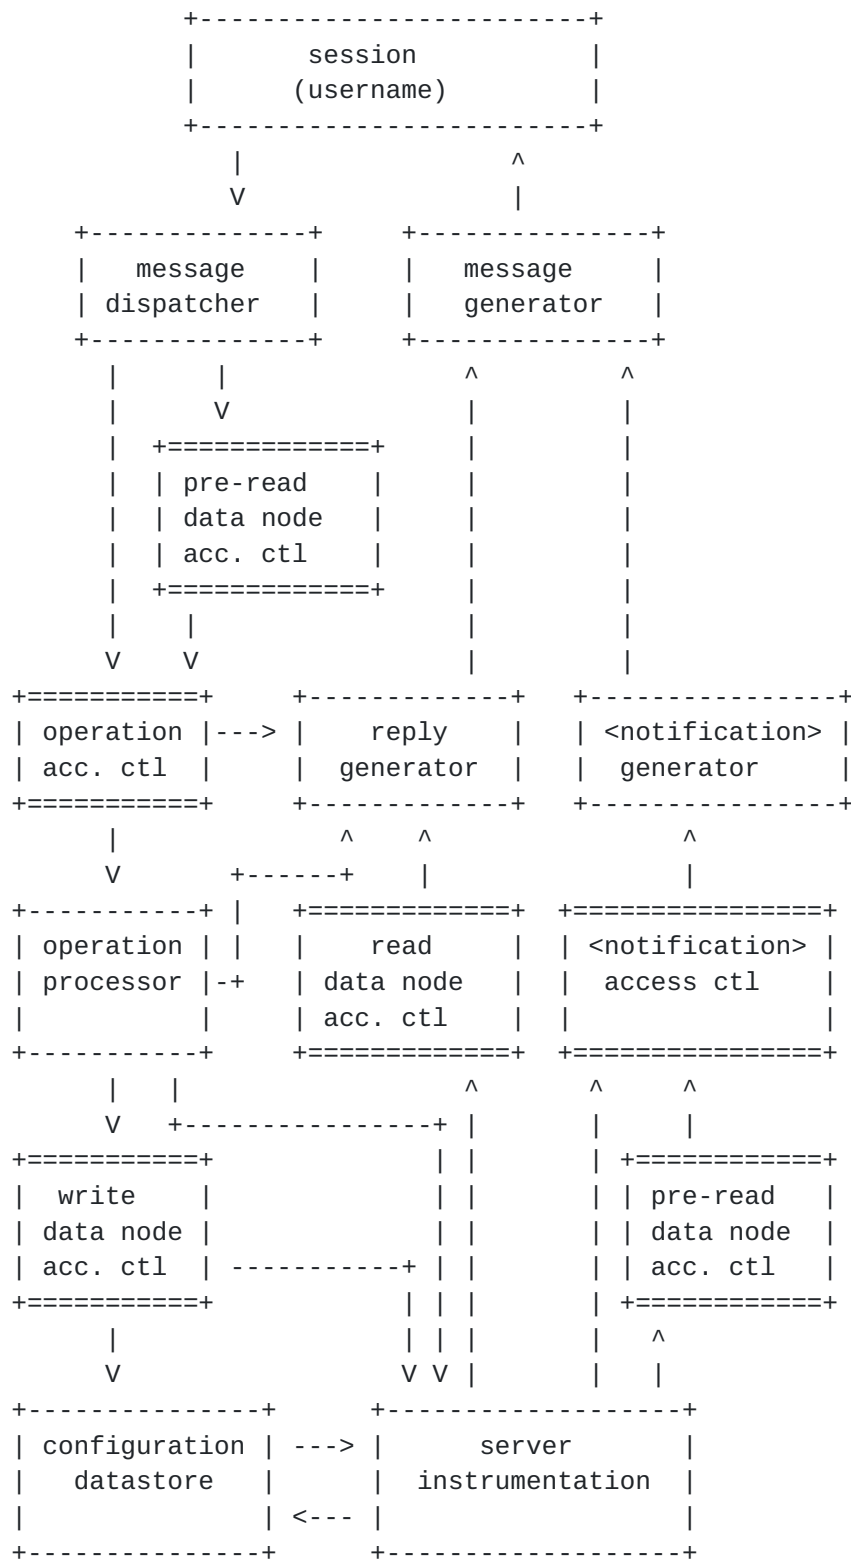 session
(username)
message
dispatcher
message
generator
pre-read
data node
acc. ctl
operation
acc. ctl
reply
generator
<notification>
generator
operation
processor
read
data node
acc. ctl
<notification>
access ctl
write
data node
acc. ctl
pre-read
data node
acc. ctl
configuration
datastore
server
instrumentation